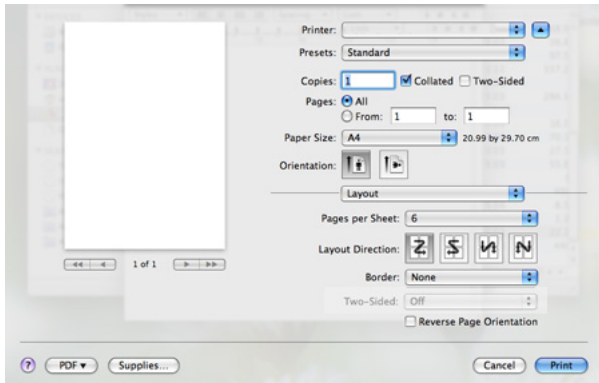 Printer:
Presets: Standard
Copies: 1 Collated Two-Sided
Pages: All
From: 1 to: 1
Paper Size: A4 20.99 by 29.70 cm
Orientation:
Layout
Pages per Sheet: 6
Layout Direction:
1 of 1
Border: None
Two-Sided: Off
Reverse Page Orientation
? PDF▾ Supplies... Cancel Print